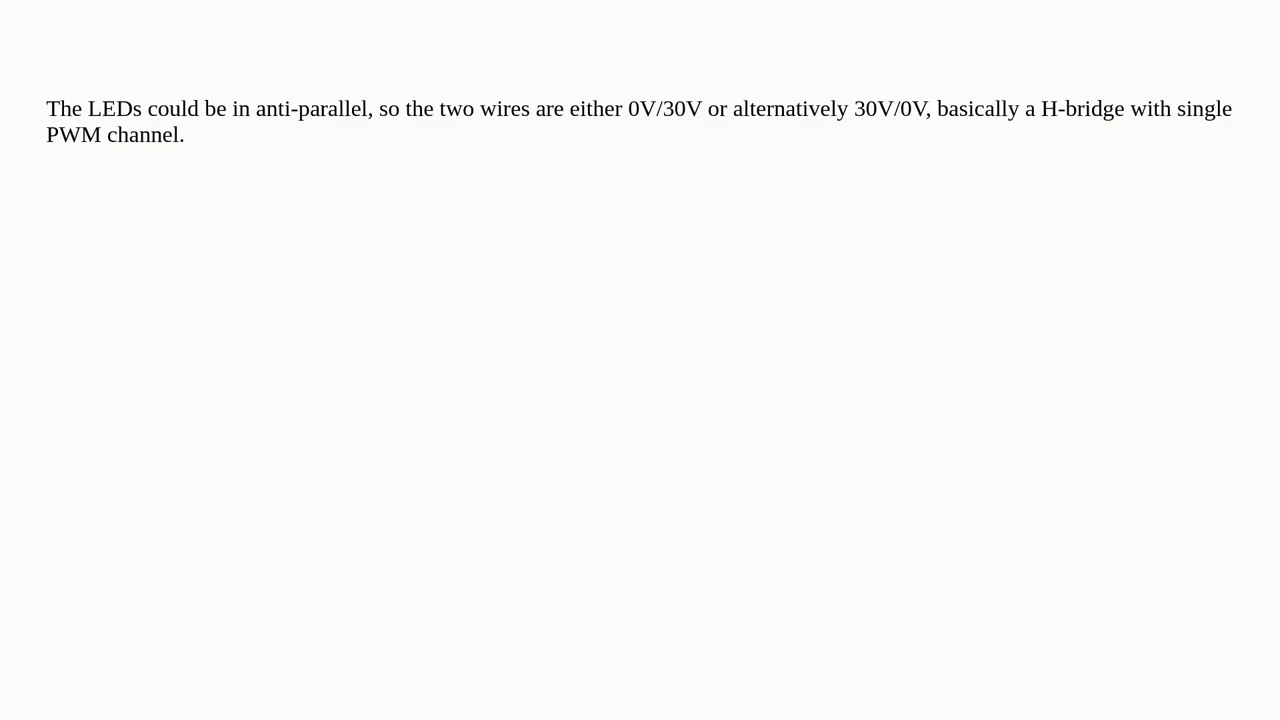 The LEDs could be in anti-parallel, so the two wires are either 0V/30V or alternatively 30V/0V, basically a H-bridge with single
PWM channel.